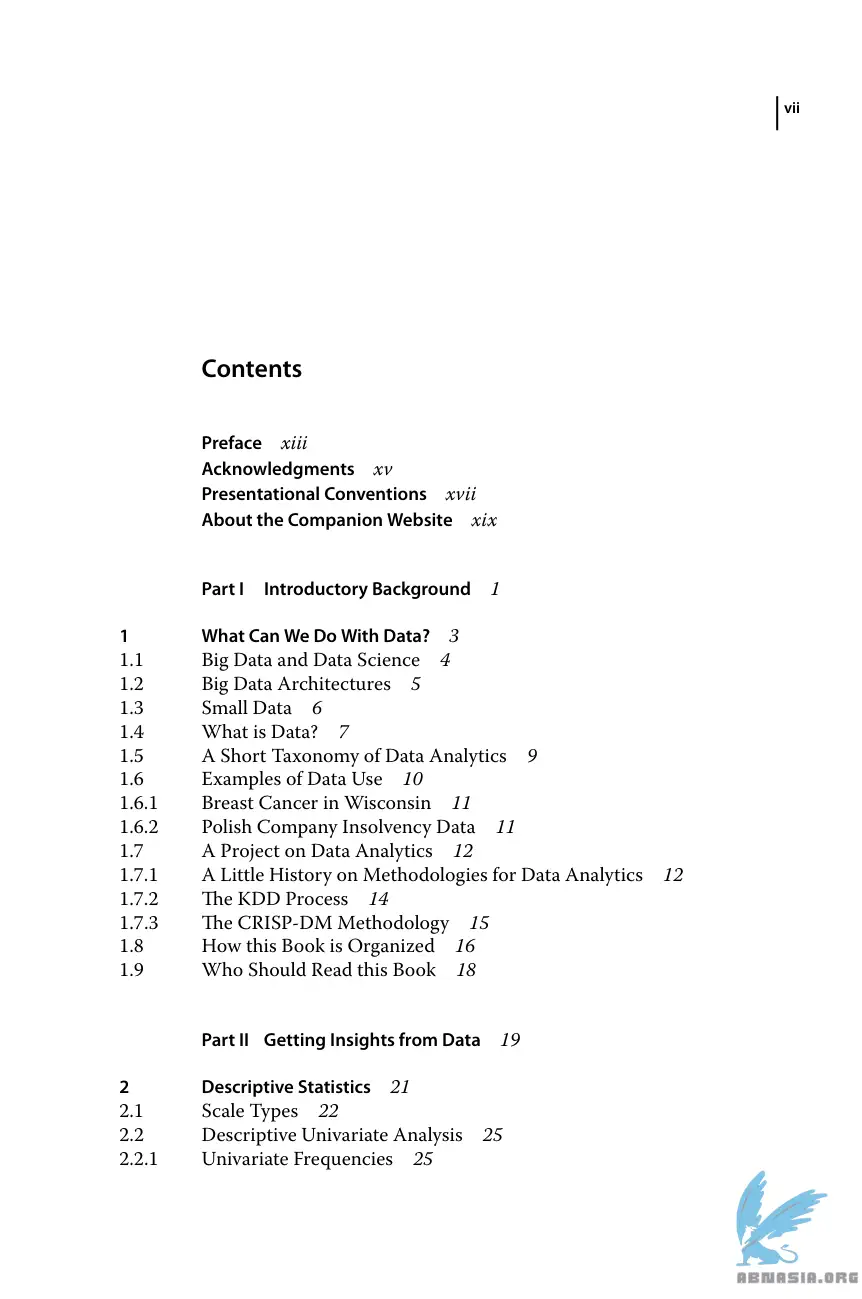 vii
Contents
Preface xiii
Acknowledgments xv
Presentational Conventions xvii
About the Companion Website xix
Part I Introductory Background 1
1 What Can We Do With Data? 3
1.1 Big Data and Data Science 4
1.2 Big Data Architectures 5
1.3 Small Data 6
1.4 What is Data? 7
1.5 A Short Taxonomy of Data Analytics 9
1.6 Examples of Data Use 10
1.6.1 Breast Cancer in Wisconsin 11
1.6.2 Polish Company Insolvency Data 11
1.7 A Project on Data Analytics 12
1.7.1 A Little History on Methodologies for Data Analytics 12
1.7.2 The KDD Process 14
1.7.3 The CRISP-DM Methodology 15
1.8 How this Book is Organized 16
1.9 Who Should Read this Book 18
Part II Getting Insights from Data 19
2 Descriptive Statistics 21
2.1 Scale Types 22
2.2 Descriptive Univariate Analysis 25
2.2.1 Univariate Frequencies 25
ABNASIA.ORG